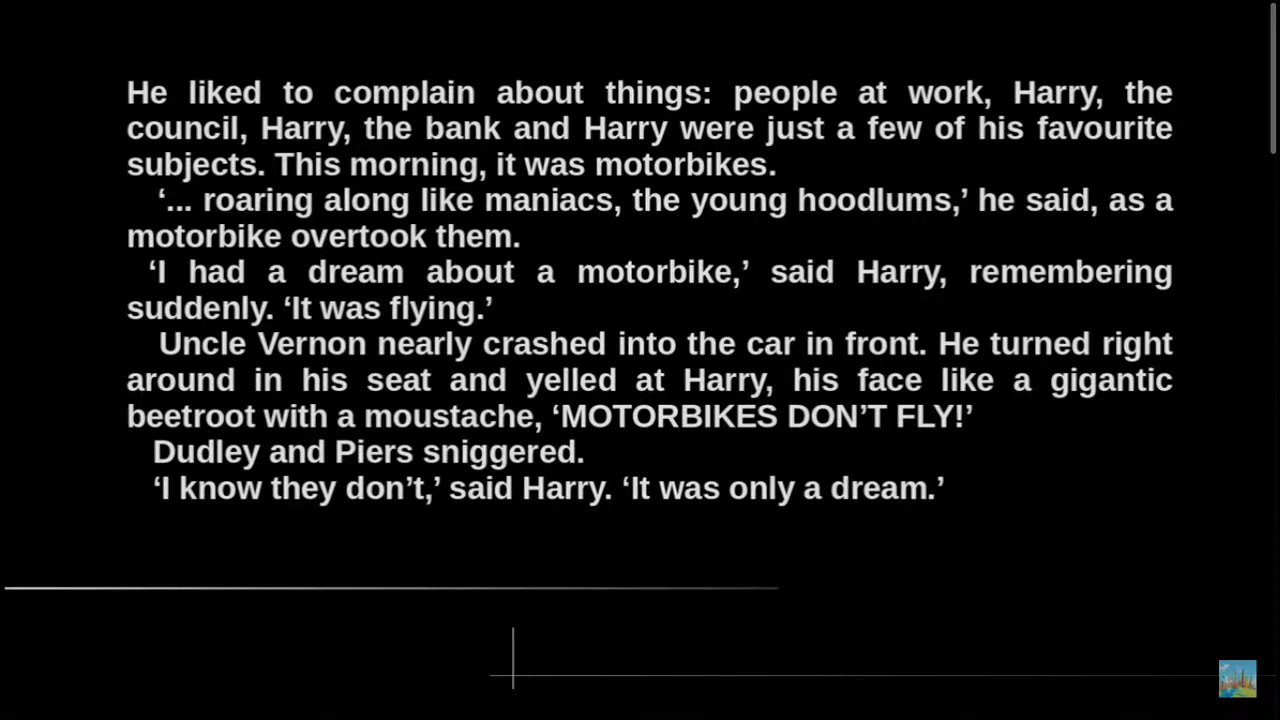 He liked to complain about things: people at work, Harry, the
council, Harry, the bank and Harry were just a few of his favourite
subjects. This morning, it was motorbikes.
‘... roaring along like maniacs, the young hoodlums,’ he said, as a
motorbike overtook them.
‘I had a dream about a motorbike,’ said Harry, remembering
suddenly. ‘It was flying.’
Uncle Vernon nearly crashed into the car in front. He turned right
around in his seat and yelled at Harry, his face like a gigantic
beetroot with a moustache, ‘MOTORBIKES DON’T FLY!’
Dudley and Piers sniggered.
‘I know they don’t,’ said Harry. ‘It was only a dream.’